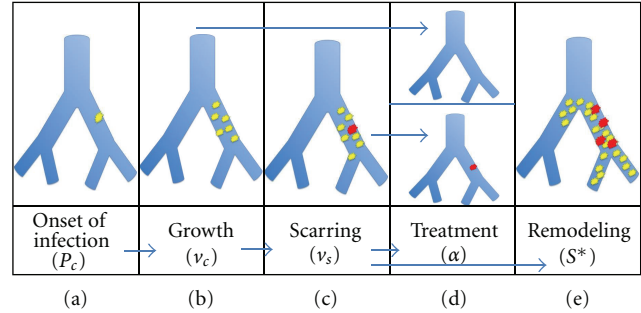 Onset of
infection
(P_c)
Growth
(ν_c)
Scarring
(ν_s)
Treatment
(α)
Remodeling
(S*)
(a)
(b)
(c)
(d)
(e)